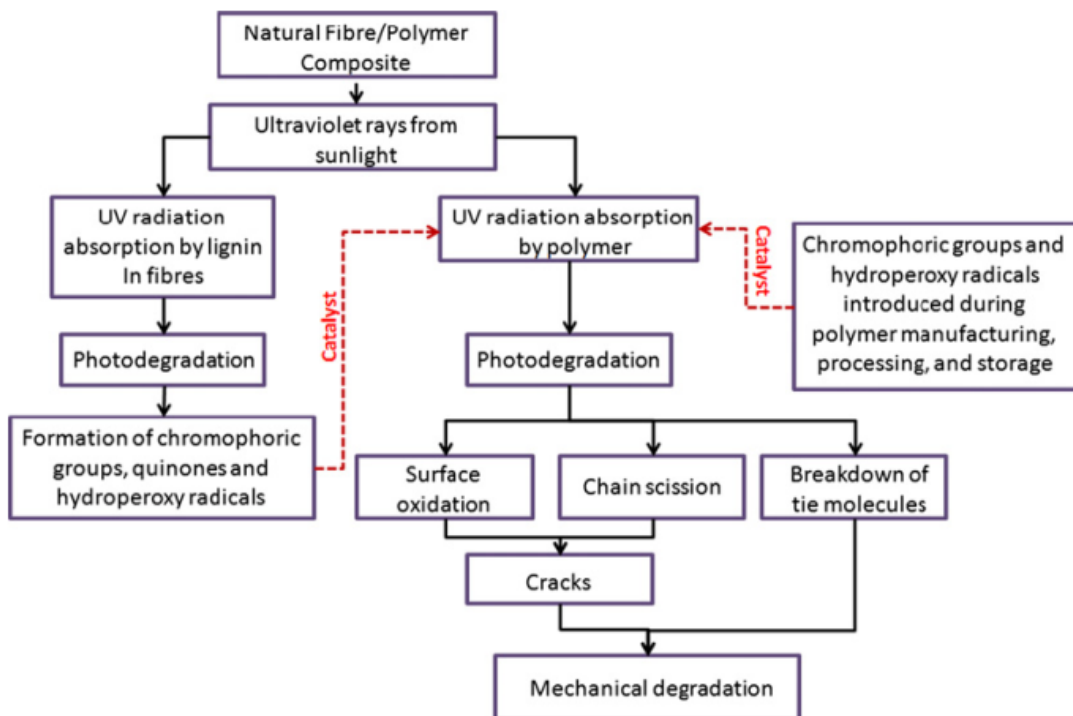 Natural Fibre/Polymer
Composite
Ultraviolet rays from
sunlight
UV radiation
absorption by lignin
In fibres
UV radiation absorption
by polymer
Chromophoric groups and
hydroperoxy radicals
introduced during
polymer manufacturing,
processing, and storage
Catalyst
Catalyst
Photodegradation
Photodegradation
Formation of chromophoric
groups, quinones and
hydroperoxy radicals
Surface
oxidation
Chain scission
Breakdown of
tie molecules
Cracks
Mechanical degradation